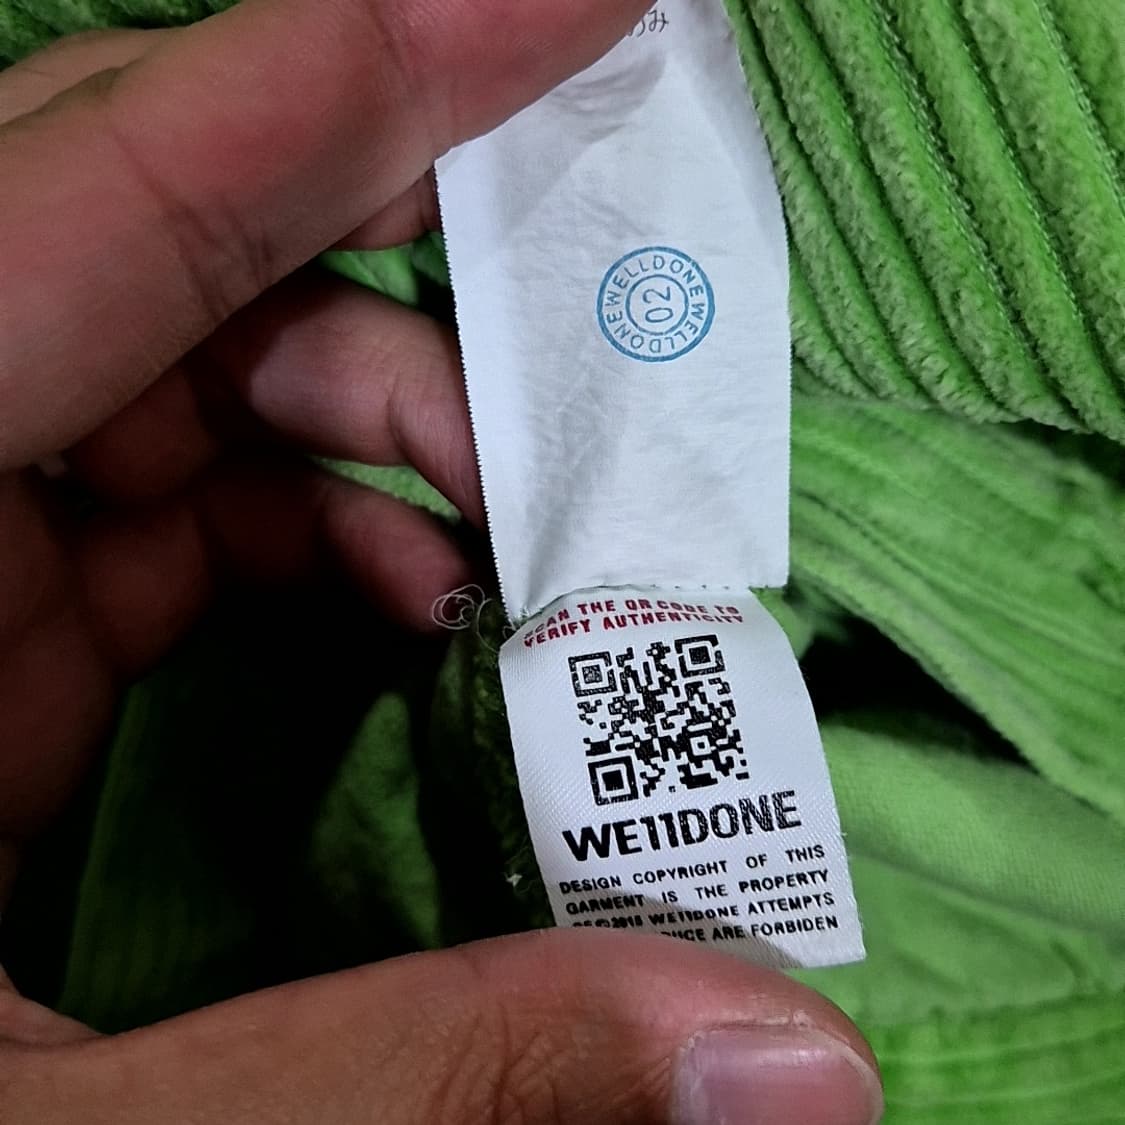 WELLDONEWELLDONE
02
SCAN THE QR CODE TO
VERIFY AUTHENTICITY
WE11DONE
DESIGN COPYRIGHT OF THIS
GARMENT IS THE PROPERTY
©2018 WE11DONE ATTEMPTS
ARE FORBIDEN